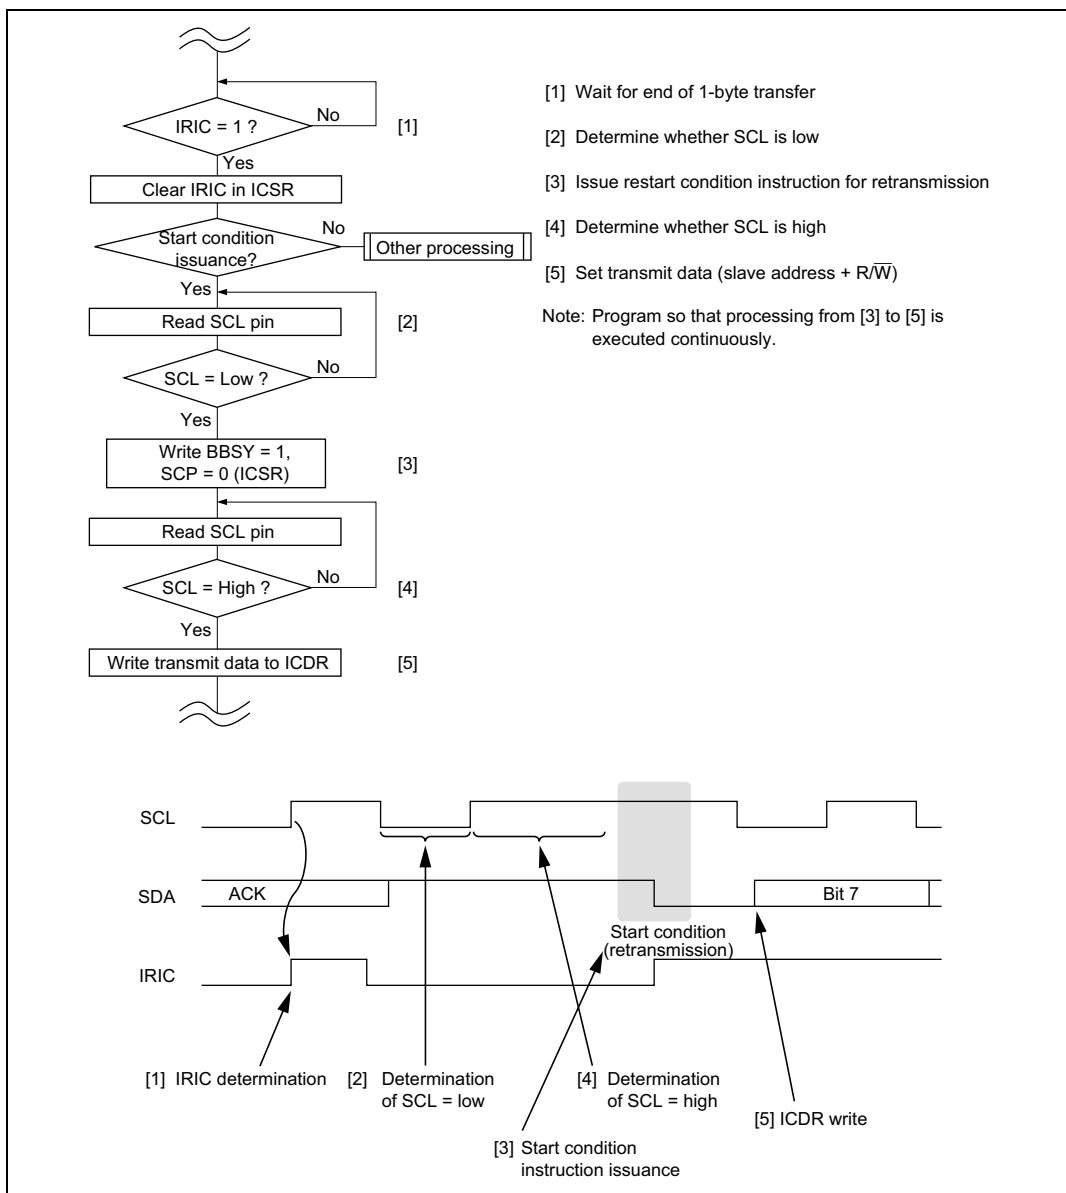 IRIC = 1 ?
No
[1]
Yes
Clear IRIC in ICSR
Start condition
issuance?
No
Other processing
Yes
Read SCL pin
[2]
SCL = Low ?
No
Yes
Write BBSY = 1,
SCP = 0 (ICSR)
[3]
Read SCL pin
SCL = High ?
No
[4]
Yes
Write transmit data to ICDR
[5]
[1] Wait for end of 1-byte transfer
[2] Determine whether SCL is low
[3] Issue restart condition instruction for retransmission
[4] Determine whether SCL is high
[5] Set transmit data (slave address + R/W̅)
Note: Program so that processing from [3] to [5] is
executed continuously.
SCL
SDA
ACK
Bit 7
Start condition
(retransmission)
IRIC
[1] IRIC determination
[2] Determination
of SCL = low
[4] Determination
of SCL = high
[5] ICDR write
[3] Start condition
instruction issuance